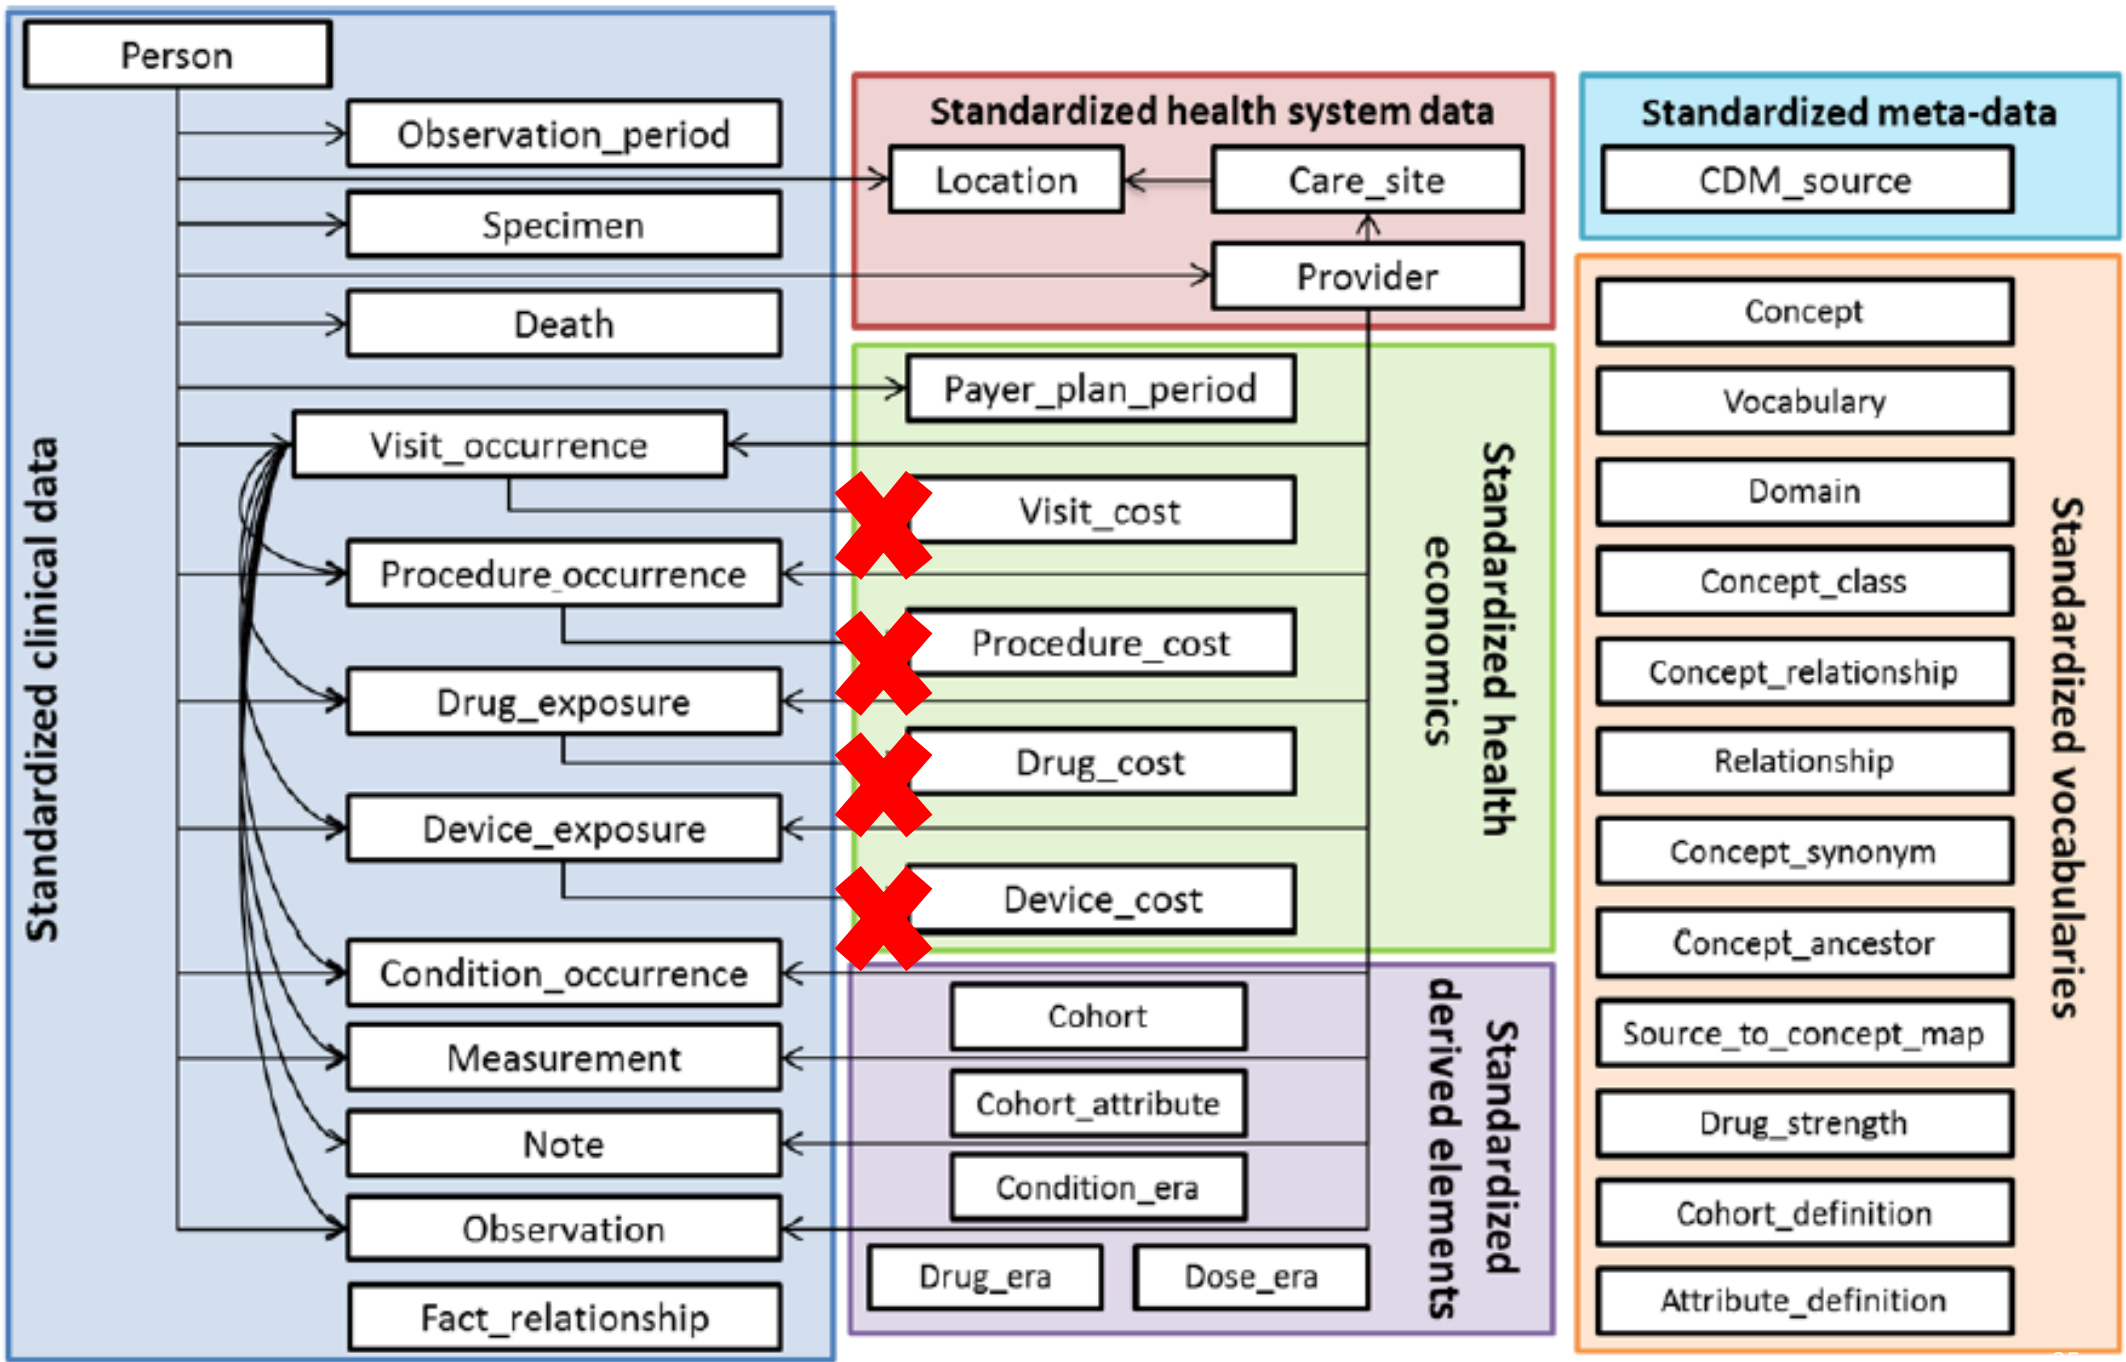 Person
Observation_period
Specimen
Death
Visit_occurrence
Procedure_occurrence
Drug_exposure
Device_exposure
Condition_occurrence
Measurement
Note
Observation
Fact_relationship
Standardized clinical data
Standardized health system data
Location
Care_site
Provider
Payer_plan_period
Visit_cost
Procedure_cost
Drug_cost
Device_cost
Standardized health
economics
Cohort
Cohort_attribute
Condition_era
Drug_era
Dose_era
Standardized
derived elements
Standardized meta-data
CDM_source
Concept
Vocabulary
Domain
Concept_class
Concept_relationship
Relationship
Concept_synonym
Concept_ancestor
Source_to_concept_map
Drug_strength
Cohort_definition
Attribute_definition
Standardized vocabularies